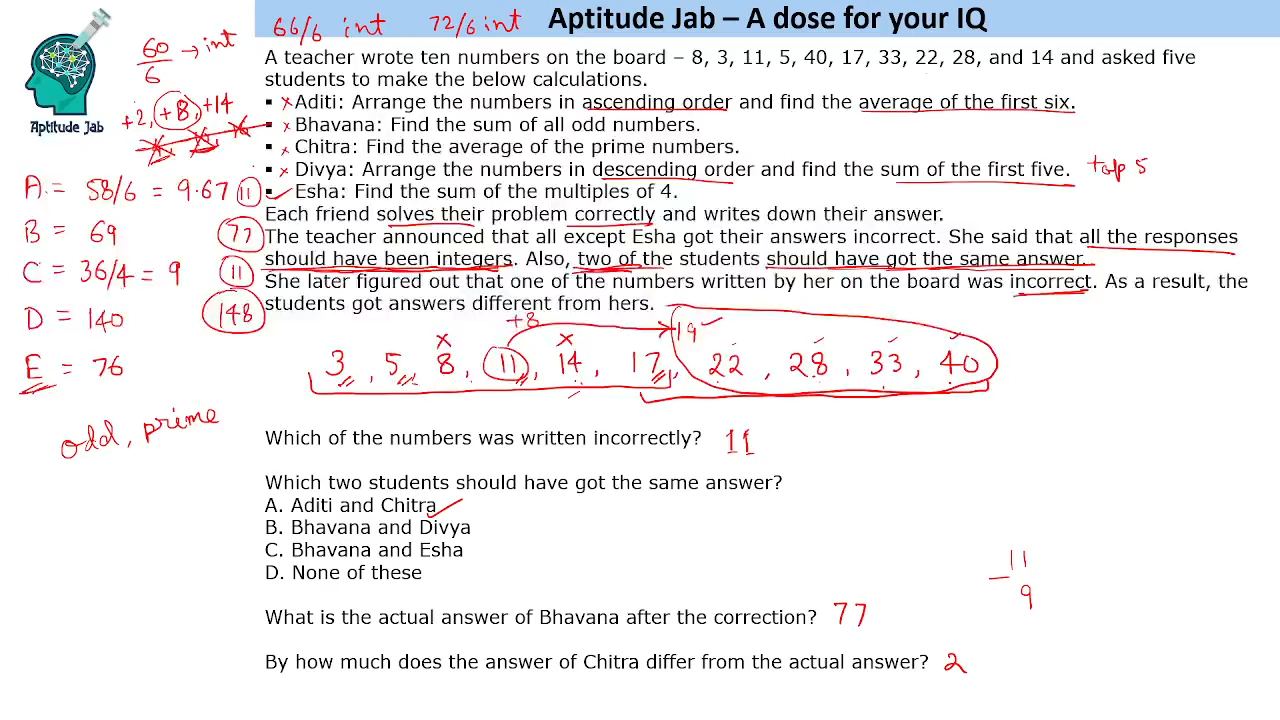 Aptitude Jab – A dose for your IQ
66/6 int 72/6 int
60/6 → int
+2, +8, +14
Aptitude Jab
A teacher wrote ten numbers on the board – 8, 3, 11, 5, 40, 17, 33, 22, 28, and 14 and asked five
students to make the below calculations.
▪ × Aditi: Arrange the numbers in ascending order and find the average of the first six.
▪ × Bhavana: Find the sum of all odd numbers.
▪ × Chitra: Find the average of the prime numbers.
▪ × Divya: Arrange the numbers in descending order and find the sum of the first five. top 5
▪ ✓ Esha: Find the sum of the multiples of 4.
Each friend solves their problem correctly and writes down their answer.
The teacher announced that all except Esha got their answers incorrect. She said that all the responses
should have been integers. Also, two of the students should have got the same answer.
She later figured out that one of the numbers written by her on the board was incorrect. As a result, the
students got answers different from hers.
A = 58/6 = 9.67 11
B = 69 77
C = 36/4 = 9 11
D = 140 148
E = 76
odd, prime
+8 19 ✓
× ×
3, 5, 8, 11, 14, 17, 22, 28, 33, 40
Which of the numbers was written incorrectly? 11
Which two students should have got the same answer?
A. Aditi and Chitra ✓
B. Bhavana and Divya
C. Bhavana and Esha
D. None of these
11
– 9
What is the actual answer of Bhavana after the correction? 77
By how much does the answer of Chitra differ from the actual answer? 2